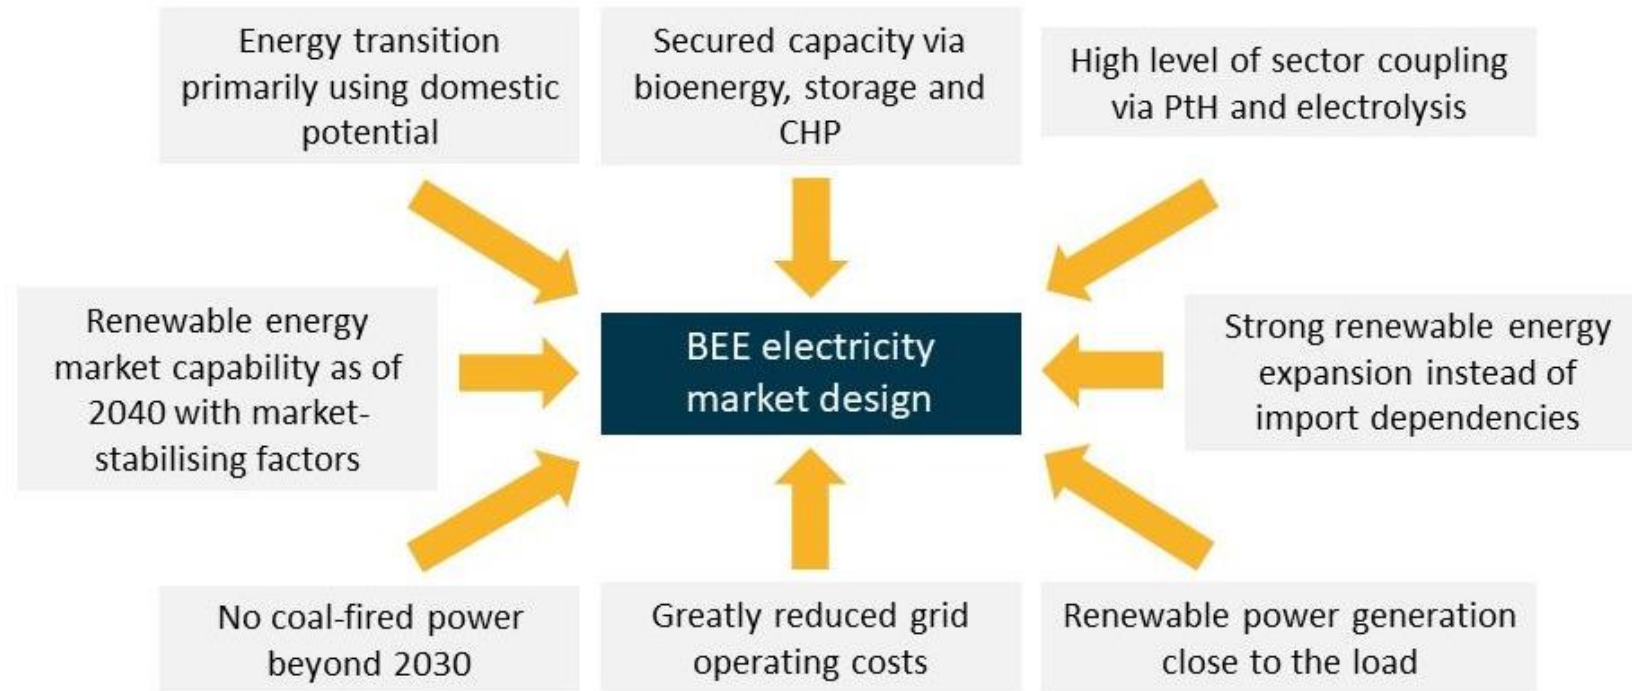 Energy transition
primarily using domestic
potential
Secured capacity via
bioenergy, storage and
CHP
High level of sector coupling
via PtH and electrolysis
Renewable energy
market capability as of
2040 with market-
stabilising factors
BEE electricity
market design
Strong renewable energy
expansion instead of
import dependencies
No coal-fired power
beyond 2030
Greatly reduced grid
operating costs
Renewable power generation
close to the load